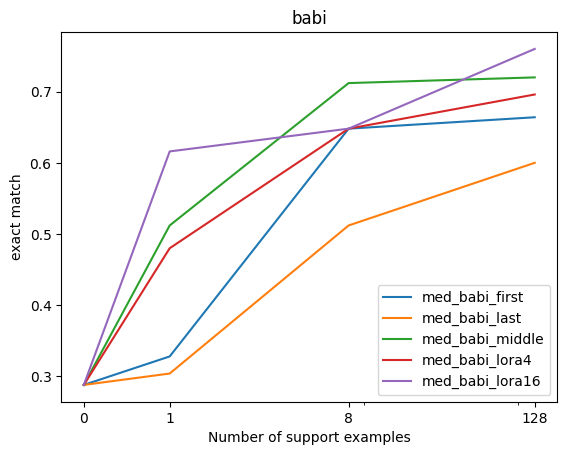 babi
exact match
0.7
0.6
0.5
0.4
0.3
med_babi_first
med_babi_last
med_babi_middle
med_babi_lora4
med_babi_lora16
0 1 8 128
Number of support examples